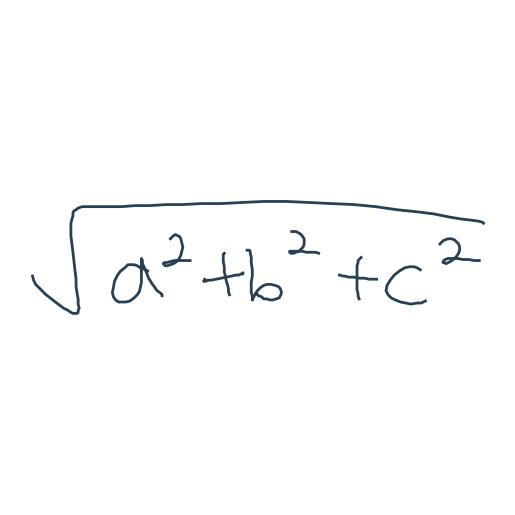 √(a² + b² + c²)